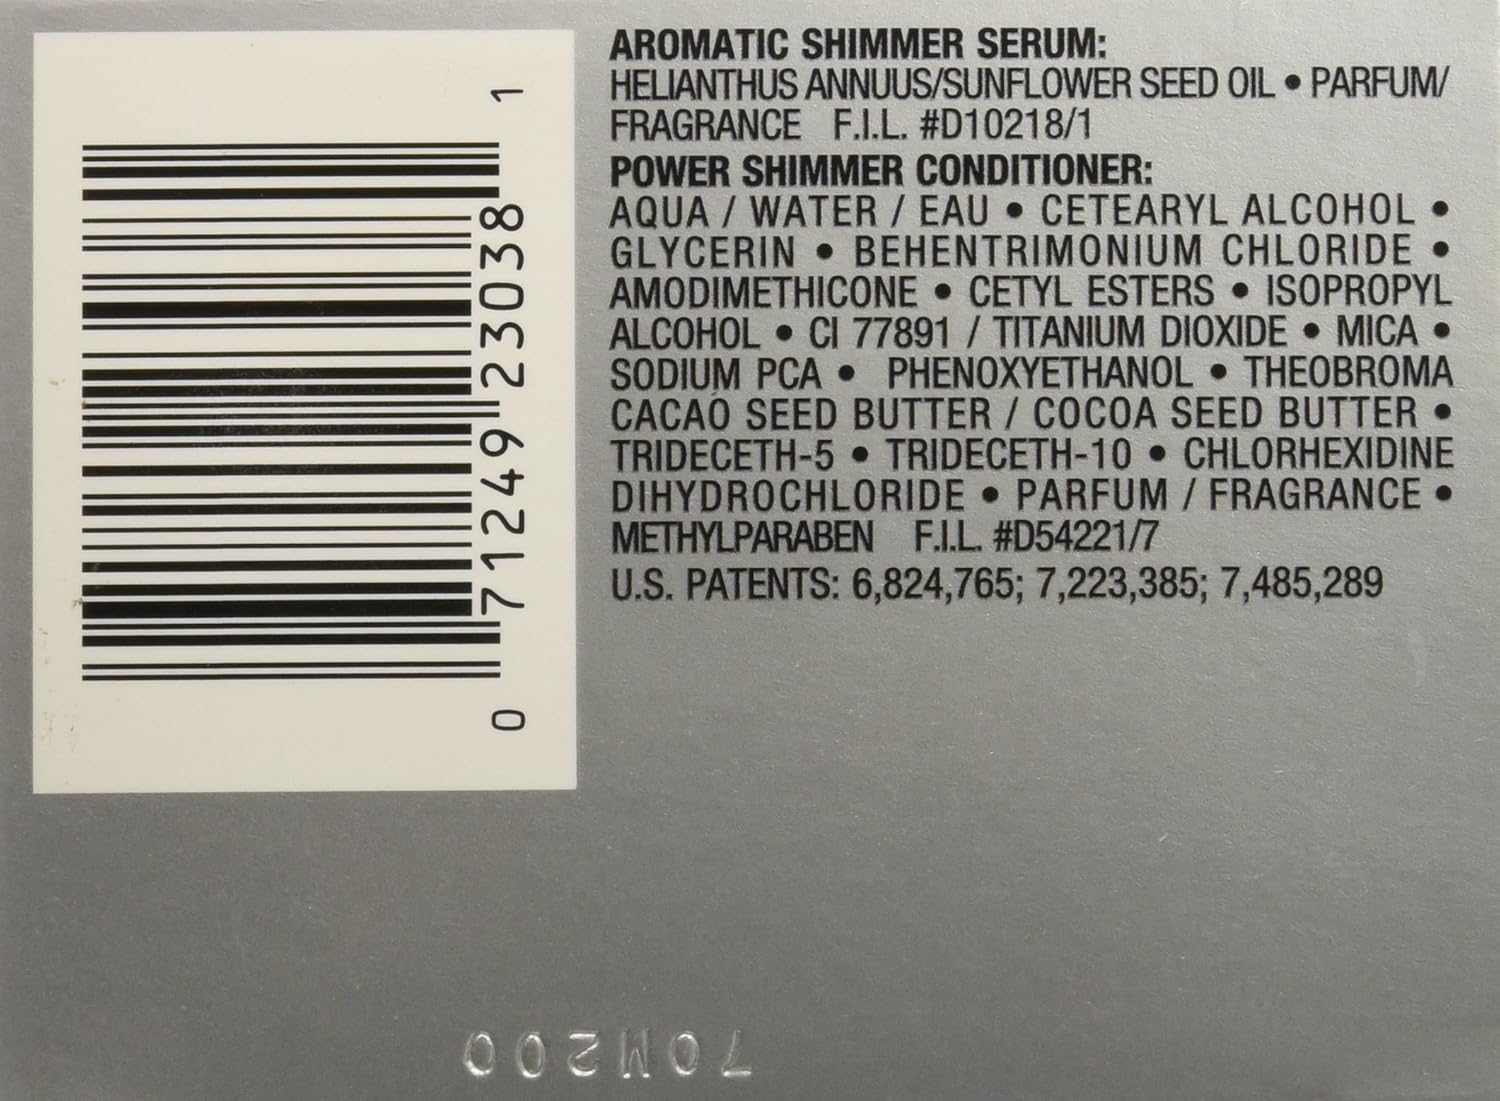 AROMATIC SHIMMER SERUM:
HELIANTHUS ANNUUS/SUNFLOWER SEED OIL • PARFUM/
FRAGRANCE F.I.L. #D10218/1
POWER SHIMMER CONDITIONER:
AQUA / WATER / EAU • CETEARYL ALCOHOL •
GLYCERIN • BEHENTRIMONIUM CHLORIDE •
AMODIMETHICONE • CETYL ESTERS • ISOPROPYL
ALCOHOL • CI 77891 / TITANIUM DIOXIDE • MICA •
SODIUM PCA • PHENOXYETHANOL • THEOBROMA
CACAO SEED BUTTER / COCOA SEED BUTTER •
TRIDECETH-5 • TRIDECETH-10 • CHLORHEXIDINE
DIHYDROCHLORIDE • PARFUM / FRAGRANCE •
METHYLPARABEN F.I.L. #D54221/7
U.S. PATENTS: 6,824,765; 7,223,385; 7,485,289
0 71249 23038 1
70M200